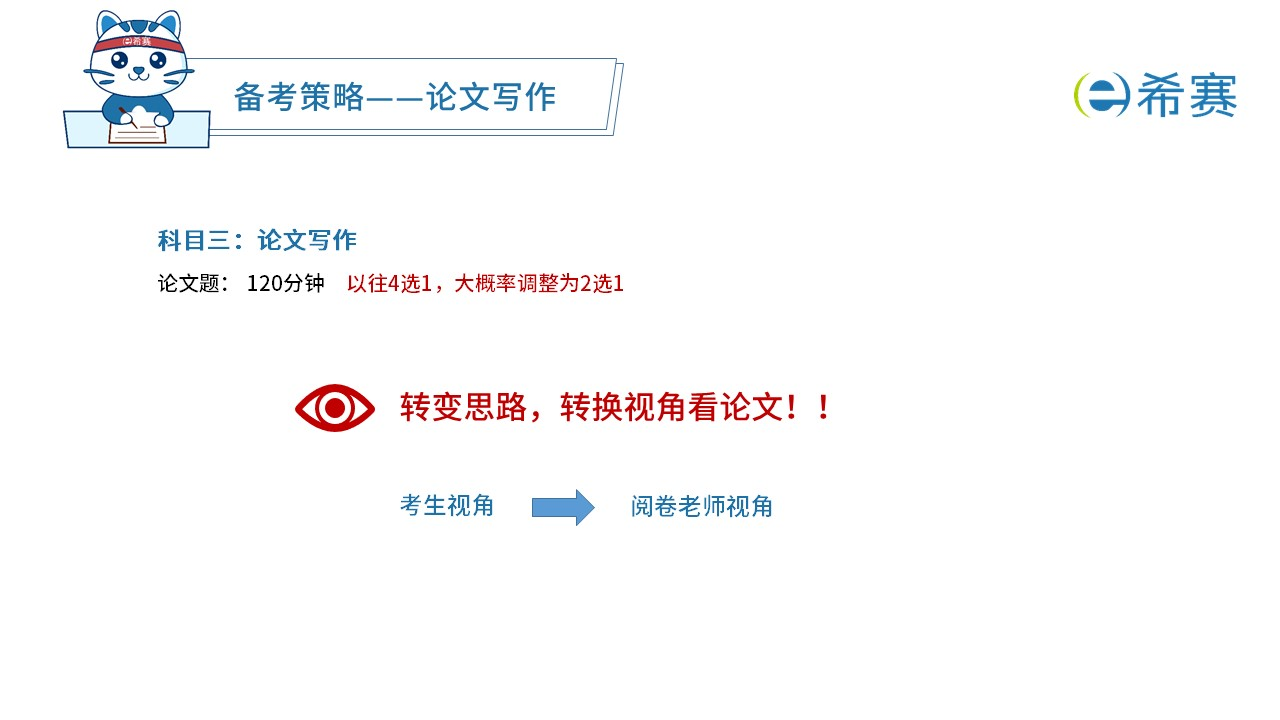 希赛
备考策略——论文写作
希赛
科目三：论文写作
论文题： 120分钟 以往4选1，大概率调整为2选1
转变思路，转换视角看论文！！
考生视角
阅卷老师视角